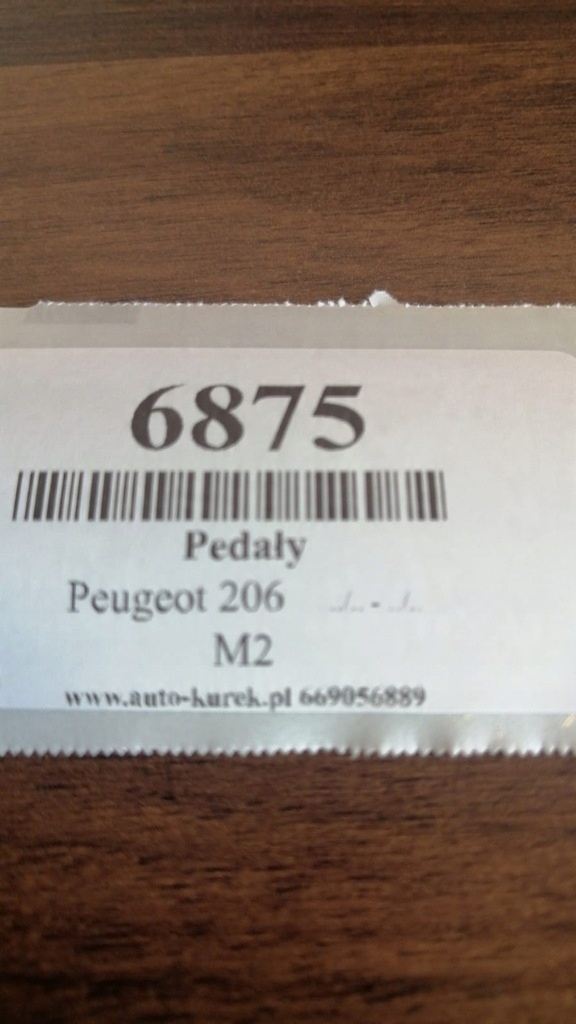 6875
Pedały
Peugeot 206 ../.. - ../..
M2
www.auto-kurek.pl 669056889